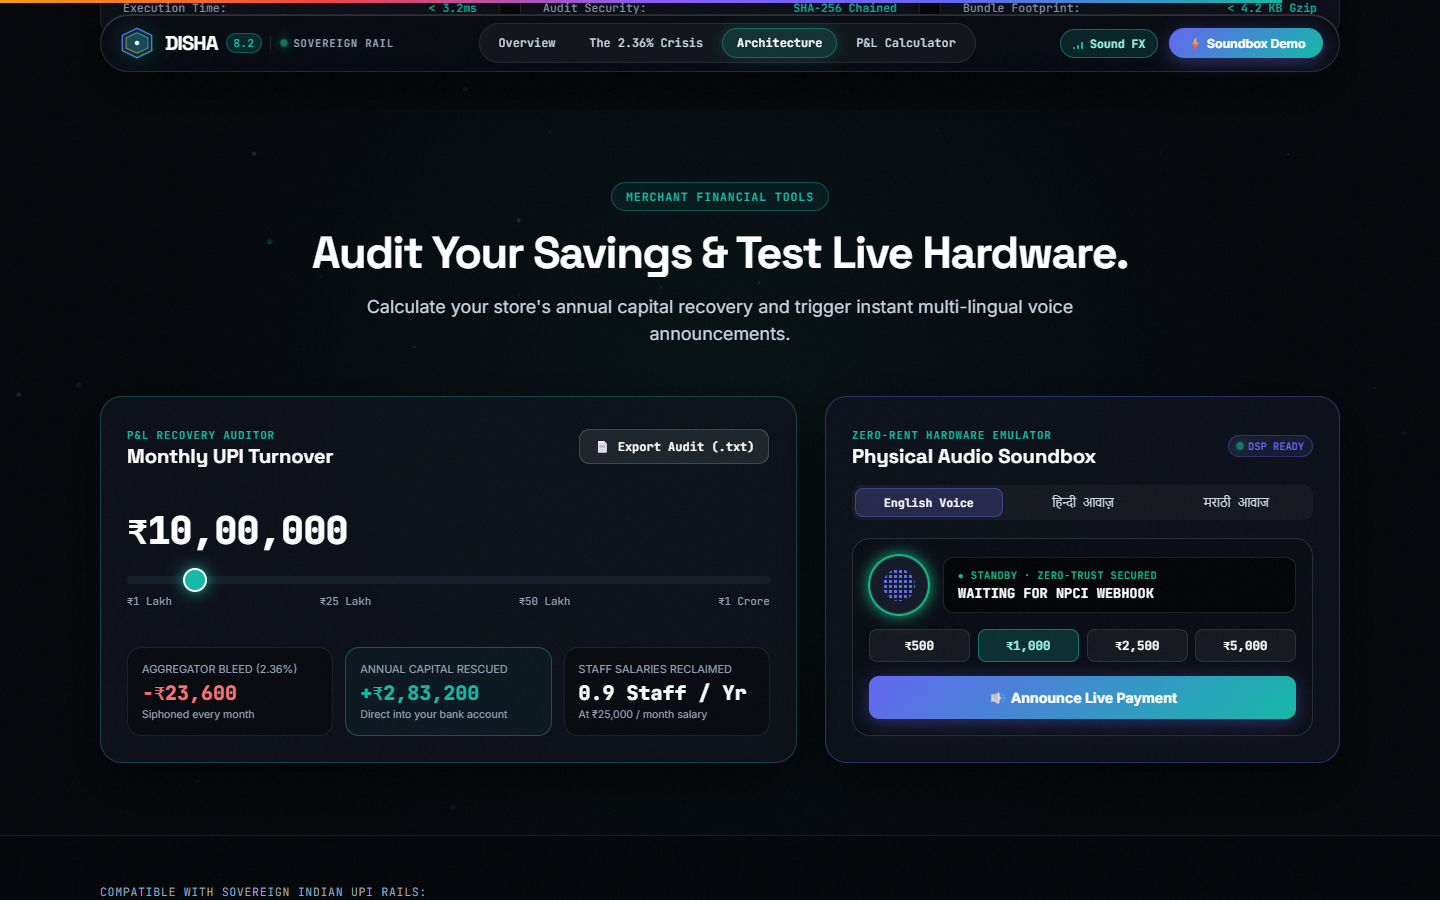 Execution Time: < 3.2ms Audit Security: SHA-256 Chained Bundle Footprint: < 4.2 KB Gzip
DISHA 8.2 SOVEREIGN RAIL Overview The 2.36% Crisis Architecture P&L Calculator Sound FX Soundbox Demo
MERCHANT FINANCIAL TOOLS
Audit Your Savings & Test Live Hardware.
Calculate your store's annual capital recovery and trigger instant multi-lingual voice
announcements.
P&L RECOVERY AUDITOR
Monthly UPI Turnover
Export Audit (.txt)
₹10,00,000
₹1 Lakh ₹25 Lakh ₹50 Lakh ₹1 Crore
AGGREGATOR BLEED (2.36%)
-₹23,600
Siphoned every month
ANNUAL CAPITAL RESCUED
+₹2,83,200
Direct into your bank account
STAFF SALARIES RECLAIMED
0.9 Staff / Yr
At ₹25,000 / month salary
ZERO-RENT HARDWARE EMULATOR
Physical Audio Soundbox
DSP READY
English Voice हिन्दी आवाज़ मराठी आवाज
● STANDBY · ZERO-TRUST SECURED
WAITING FOR NPCI WEBHOOK
₹500 ₹1,000 ₹2,500 ₹5,000
Announce Live Payment
COMPATIBLE WITH SOVEREIGN INDIAN UPI RAILS: